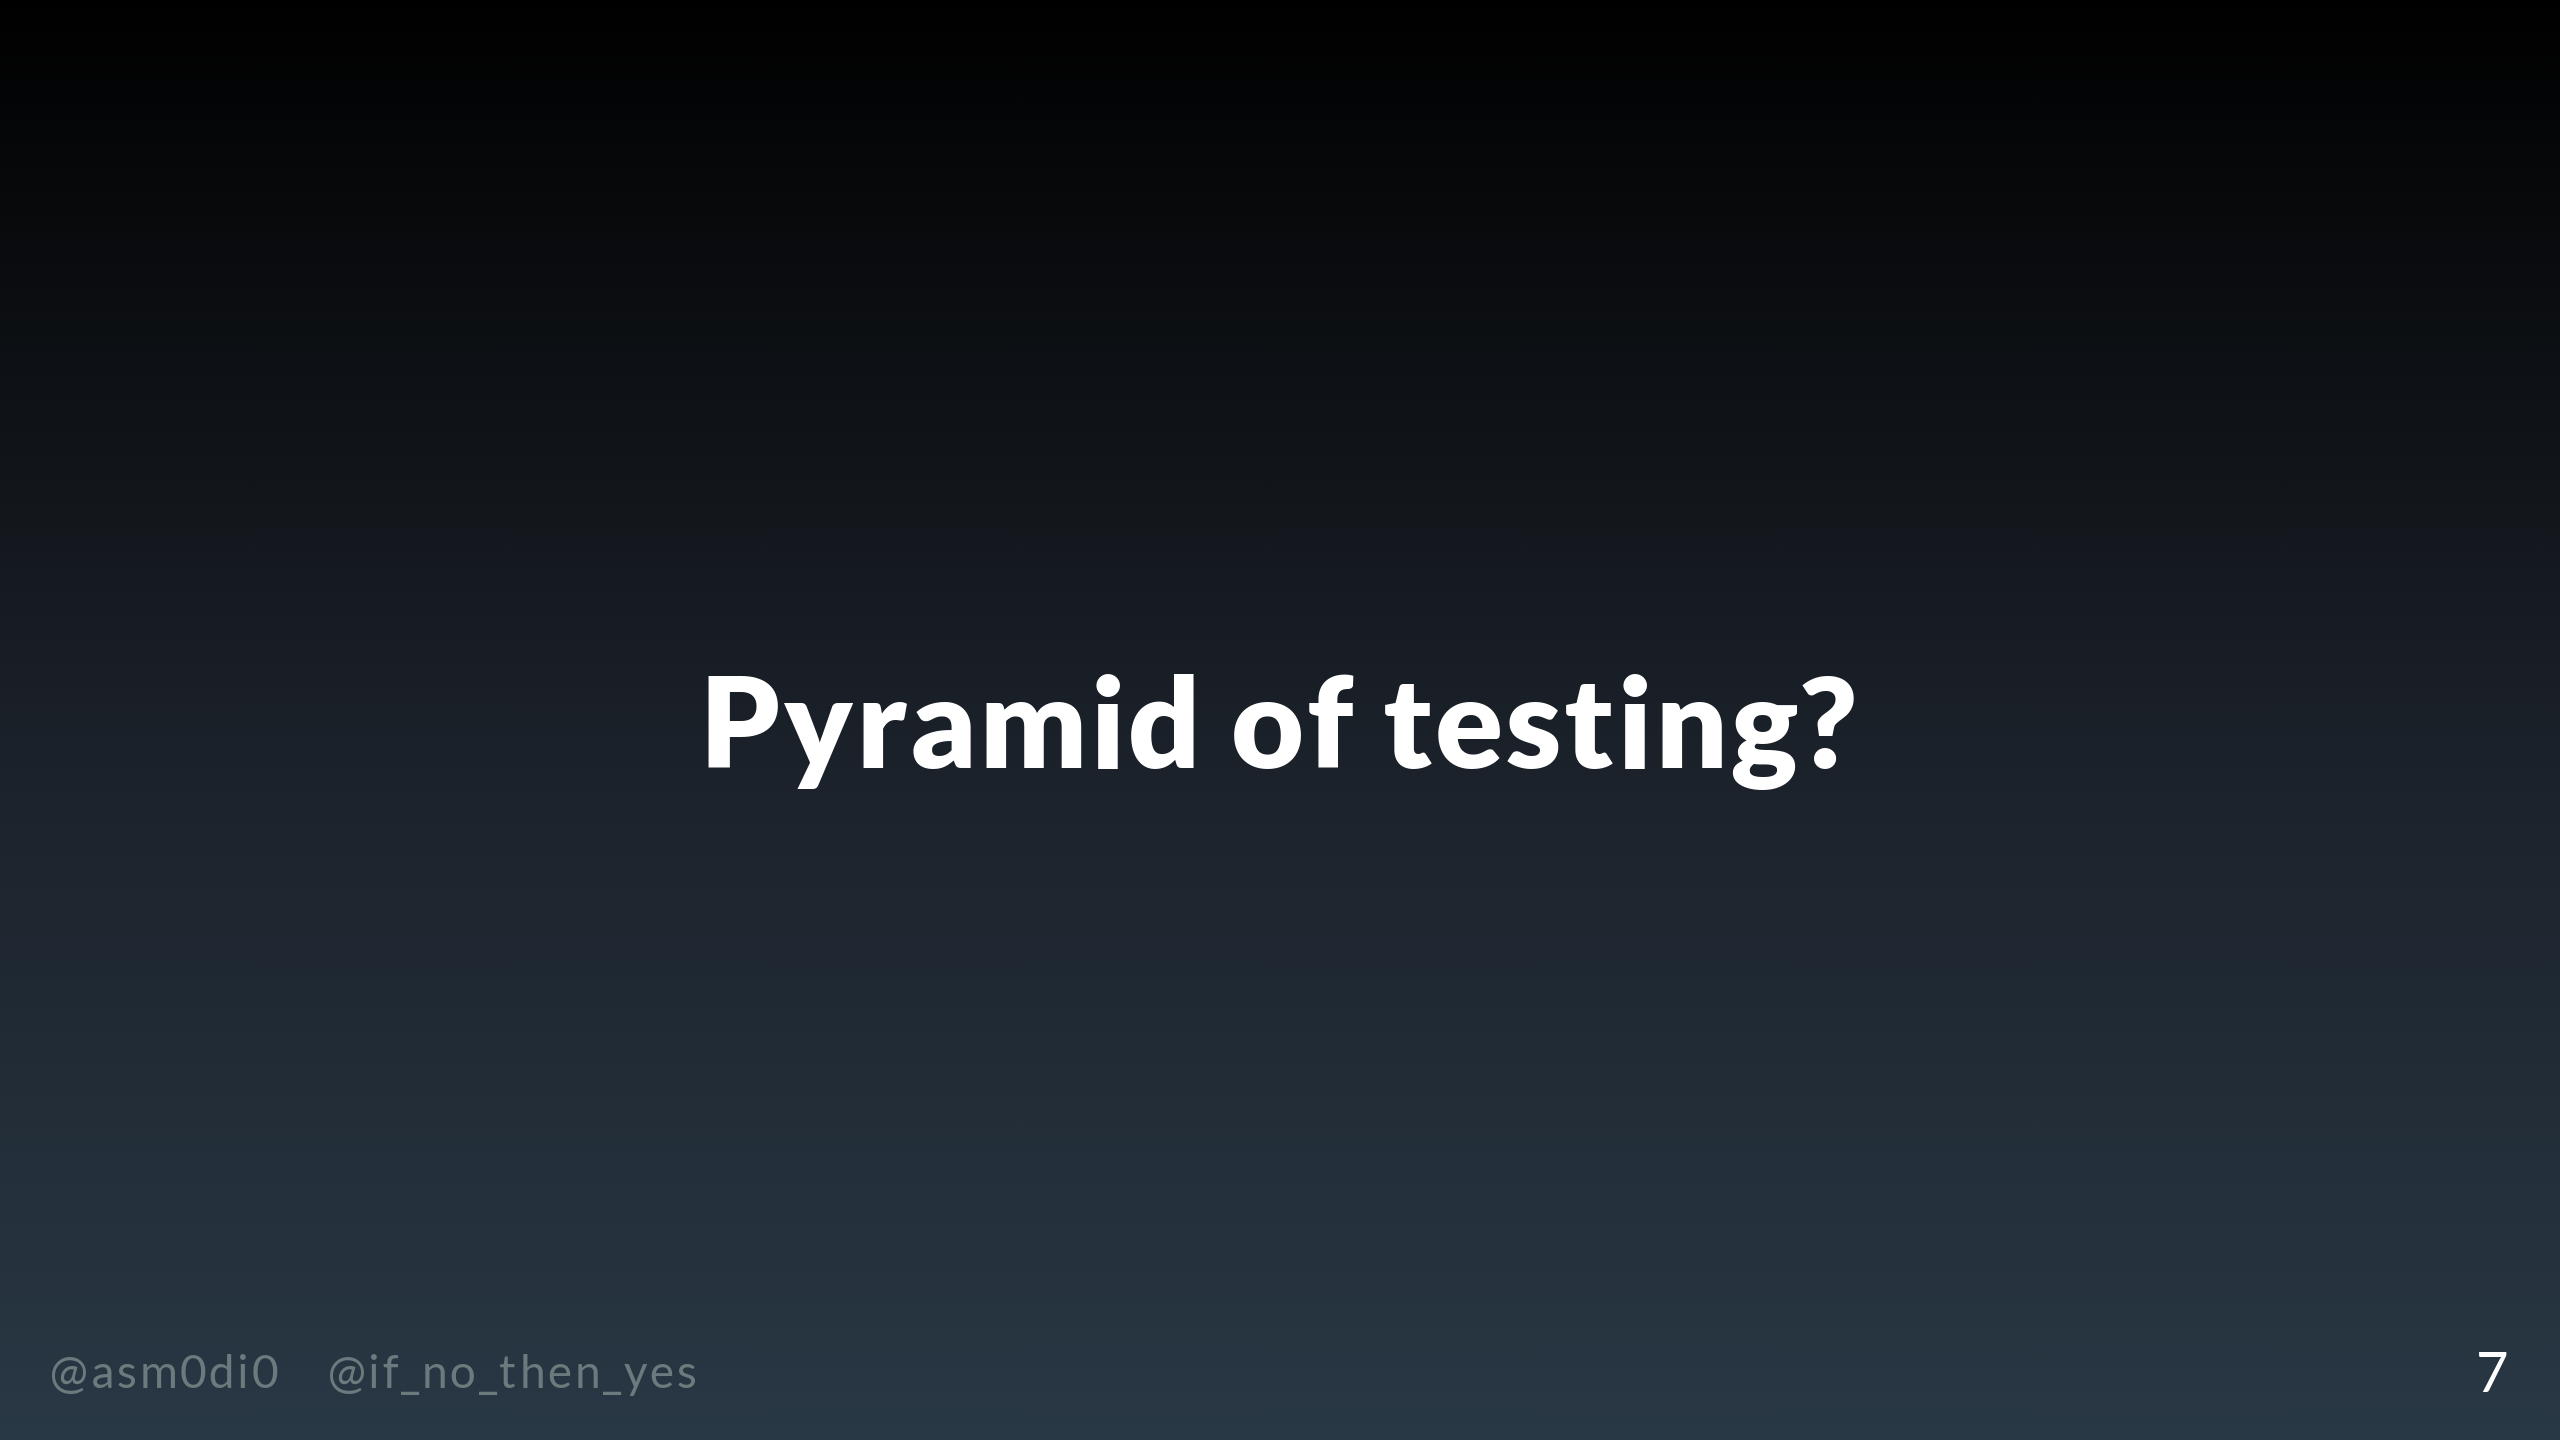 Pyramid of testing?
@asm0di0 @if_no_then_yes
7